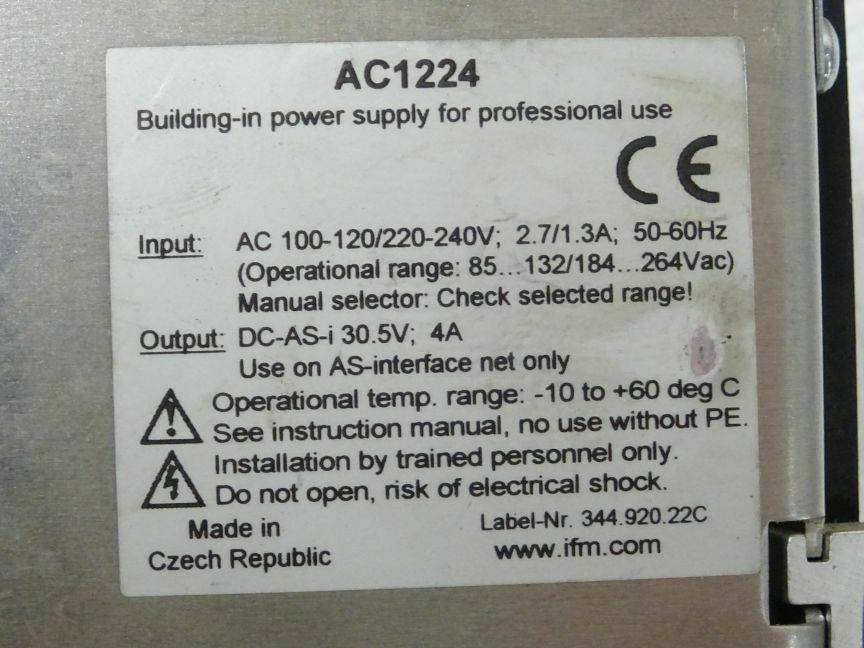 AC1224
Building-in power supply for professional use
CE
Input: AC 100-120/220-240V; 2.7/1.3A; 50-60Hz
(Operational range: 85...132/184...264Vac)
Manual selector: Check selected range!
Output: DC-AS-i 30.5V; 4A
Use on AS-interface net only
Operational temp. range: -10 to +60 deg C
See instruction manual, no use without PE.
Installation by trained personnel only.
Do not open, risk of electrical shock.
Made in
Czech Republic
Label-Nr. 344.920.22C
www.ifm.com